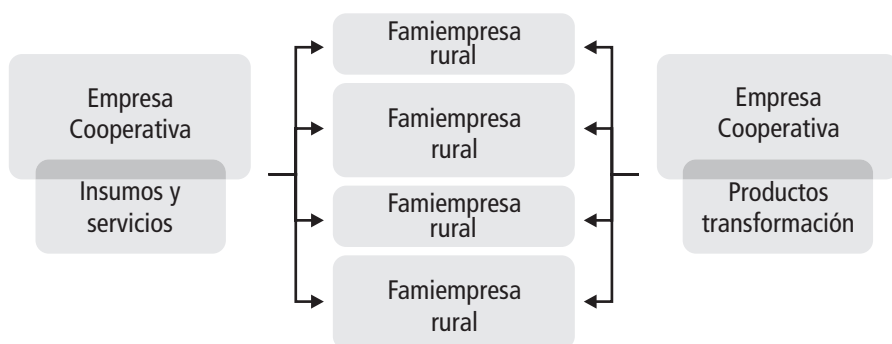 Empresa
Cooperativa
Insumos y
servicios
Famiempresa
rural
Famiempresa
rural
Famiempresa
rural
Famiempresa
rural
Empresa
Cooperativa
Productos
transformación